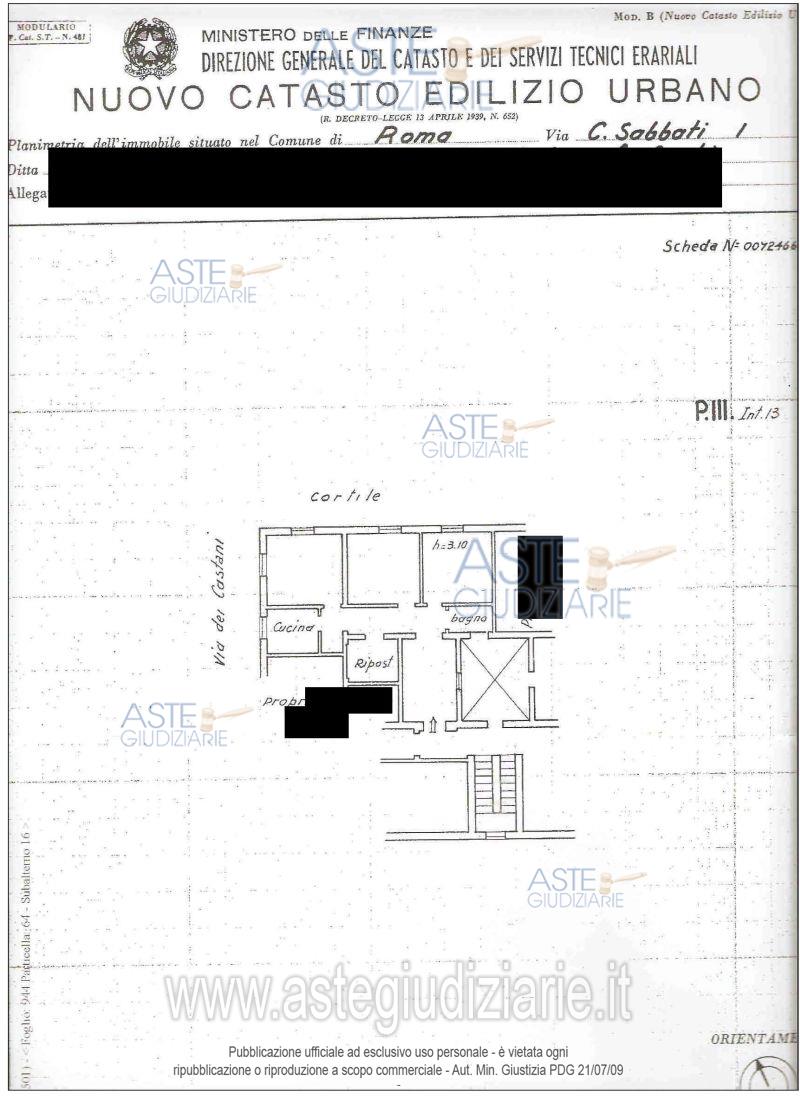 MODULARIO
F. Cat. S.T. - N. 481
Mod. B (Nuovo Catasto Edilizio U
MINISTERO DELLE FINANZE
DIREZIONE GENERALE DEL CATASTO E DEI SERVIZI TECNICI ERARIALI
NUOVO CATASTO EDILIZIO URBANO
(R. DECRETO-LEGGE 13 APRILE 1939, N. 652)
Planimetria dell'immobile situato nel Comune di Roma Via C. Sabbati 1
Ditta
Allega
Scheda N= 0072466
ASTE
GIUDIZIARIE
P.III. Int. 13
ASTE
GIUDIZIARIE
cortile
h=3.10
ASTE
GIUDIZIARIE
Via dei Castani
Cucina
bagno
Ripost
Propr
ASTE
GIUDIZIARIE
ASTE
GIUDIZIARIE
ASTE
GIUDIZIARIE
501) - < Foglio: 944 Particella: 64 - Subalterno 16 >
www.astegiudiziarie.it
ORIENTAME
Pubblicazione ufficiale ad esclusivo uso personale - è vietata ogni
ripubblicazione o riproduzione a scopo commerciale - Aut. Min. Giustizia PDG 21/07/09